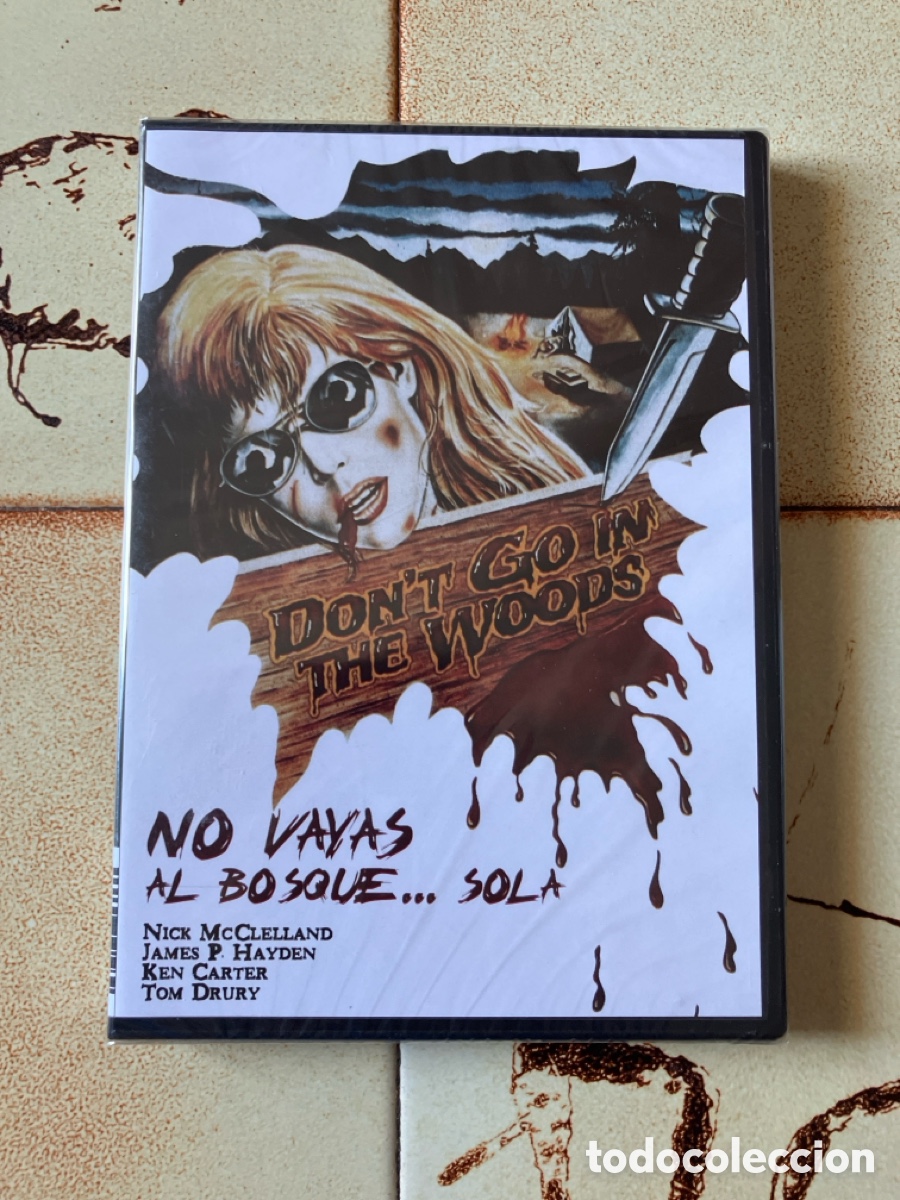 DON'T GO IN
THE WOODS
NO VAYAS
AL BOSQUE... SOLA
NICK MCCLELLAND
JAMES P. HAYDEN
KEN CARTER
TOM DRURY
todocoleccion